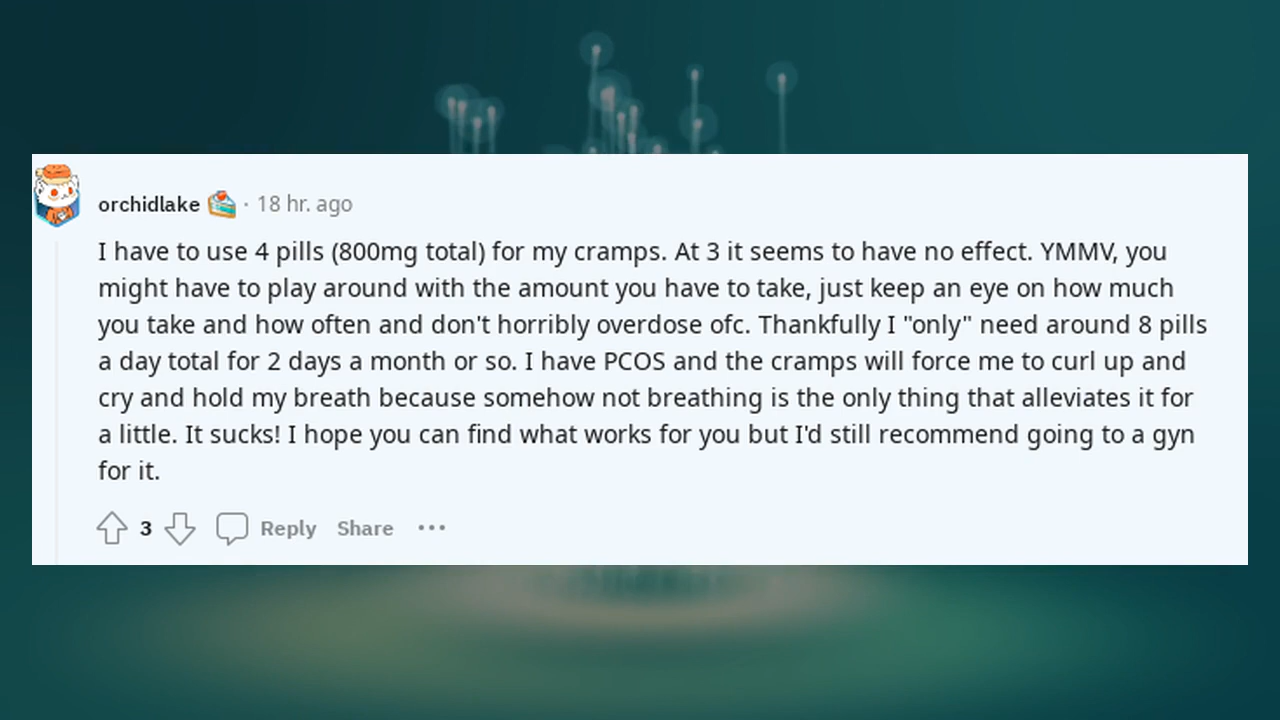 orchidlake · 18 hr. ago
I have to use 4 pills (800mg total) for my cramps. At 3 it seems to have no effect. YMMV, you
might have to play around with the amount you have to take, just keep an eye on how much
you take and how often and don't horribly overdose ofc. Thankfully I "only" need around 8 pills
a day total for 2 days a month or so. I have PCOS and the cramps will force me to curl up and
cry and hold my breath because somehow not breathing is the only thing that alleviates it for
a little. It sucks! I hope you can find what works for you but I'd still recommend going to a gyn
for it.
3 Reply Share ···